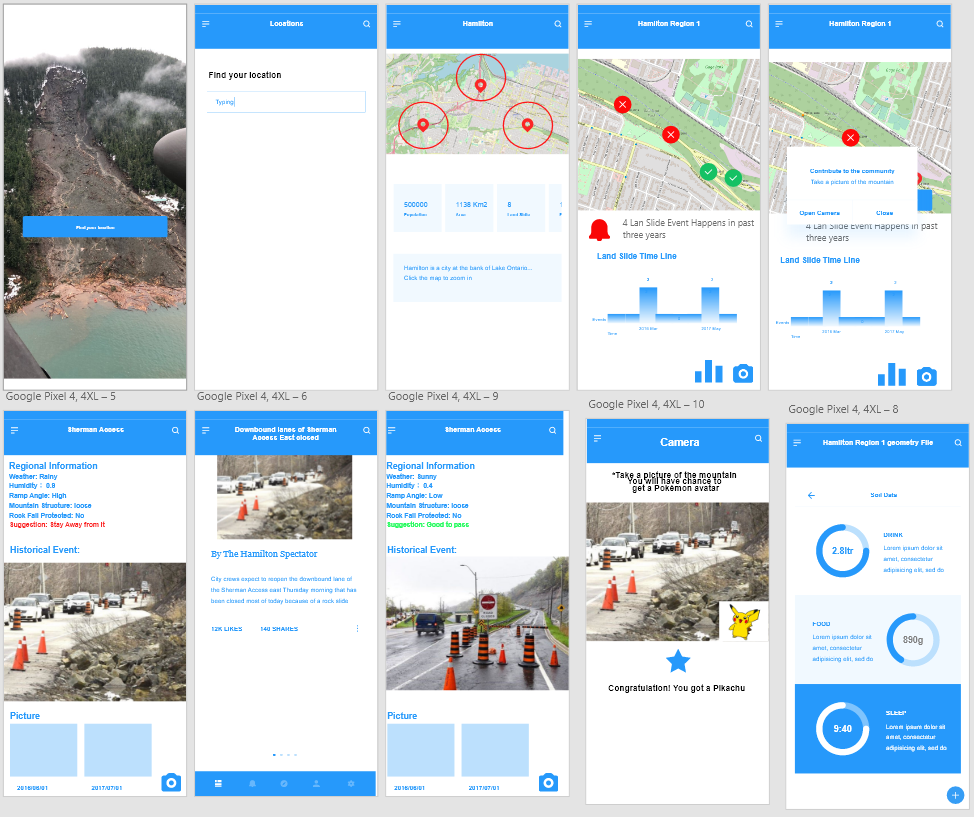 Find your location
Google Pixel 4, 4XL – 5
Locations
Find your location
Typing
Google Pixel 4, 4XL – 6
Hamilton
500000
Population
1138 Km2
Area
8
Land Slide
1
Hamilton is a city at the bank of Lake Ontario...
Click the map to zoom in
Google Pixel 4, 4XL – 9
Hamilton Region 1
4 Lan Slide Event Happens in past
three years
Land Slide Time Line
2
2
Events
2016 Mar
2017 May
Time
Google Pixel 4, 4XL – 10
Hamilton Region 1
Contribute to the community
Take a picture of the mountain
Open Camera
Close
4 Lan Slide Event Happens in past
three years
Land Slide Time Line
2
2
Events
2016 Mar
2017 May
Time
Google Pixel 4, 4XL – 8
Sherman Access
Regional Information
Weather: Rainy
Humidity : 0.9
Ramp Angle: High
Mountain Structure: loose
Rock Fall Protected: No
Suggestion: Stay Away from it
Historical Event:
Picture
2016/06/01
2017/07/01
Downbound lanes of Sherman
Access East closed
By The Hamilton Spectator
City crews expect to reopen the downbound lane of
the Sherman Access east Thursday morning that has
been closed most of today because of a rock slide
12K LIKES
140 SHARES
Sherman Access
Regional Information
Weather: Sunny
Humidity : 0.4
Ramp Angle: Low
Mountain Structure: loose
Rock Fall Protected: No
Suggestion: Good to pass
Historical Event:
Picture
2016/06/01
2017/07/01
Camera
*Take a picture of the mountain
You will have chance to
get a Pokémon avatar
Congratulation! You got a Pikachu
Hamilton Region 1 geometry File
Soil Data
2.8ltr
DRINK
Lorem ipsum dolor sit
amet, consectetur
adipisicing elit, sed do
FOOD
Lorem ipsum dolor sit
amet, consectetur
adipisicing elit, sed do
890g
9:40
SLEEP
Lorem ipsum dolor sit
amet, consectetur
adipisicing elit, sed do